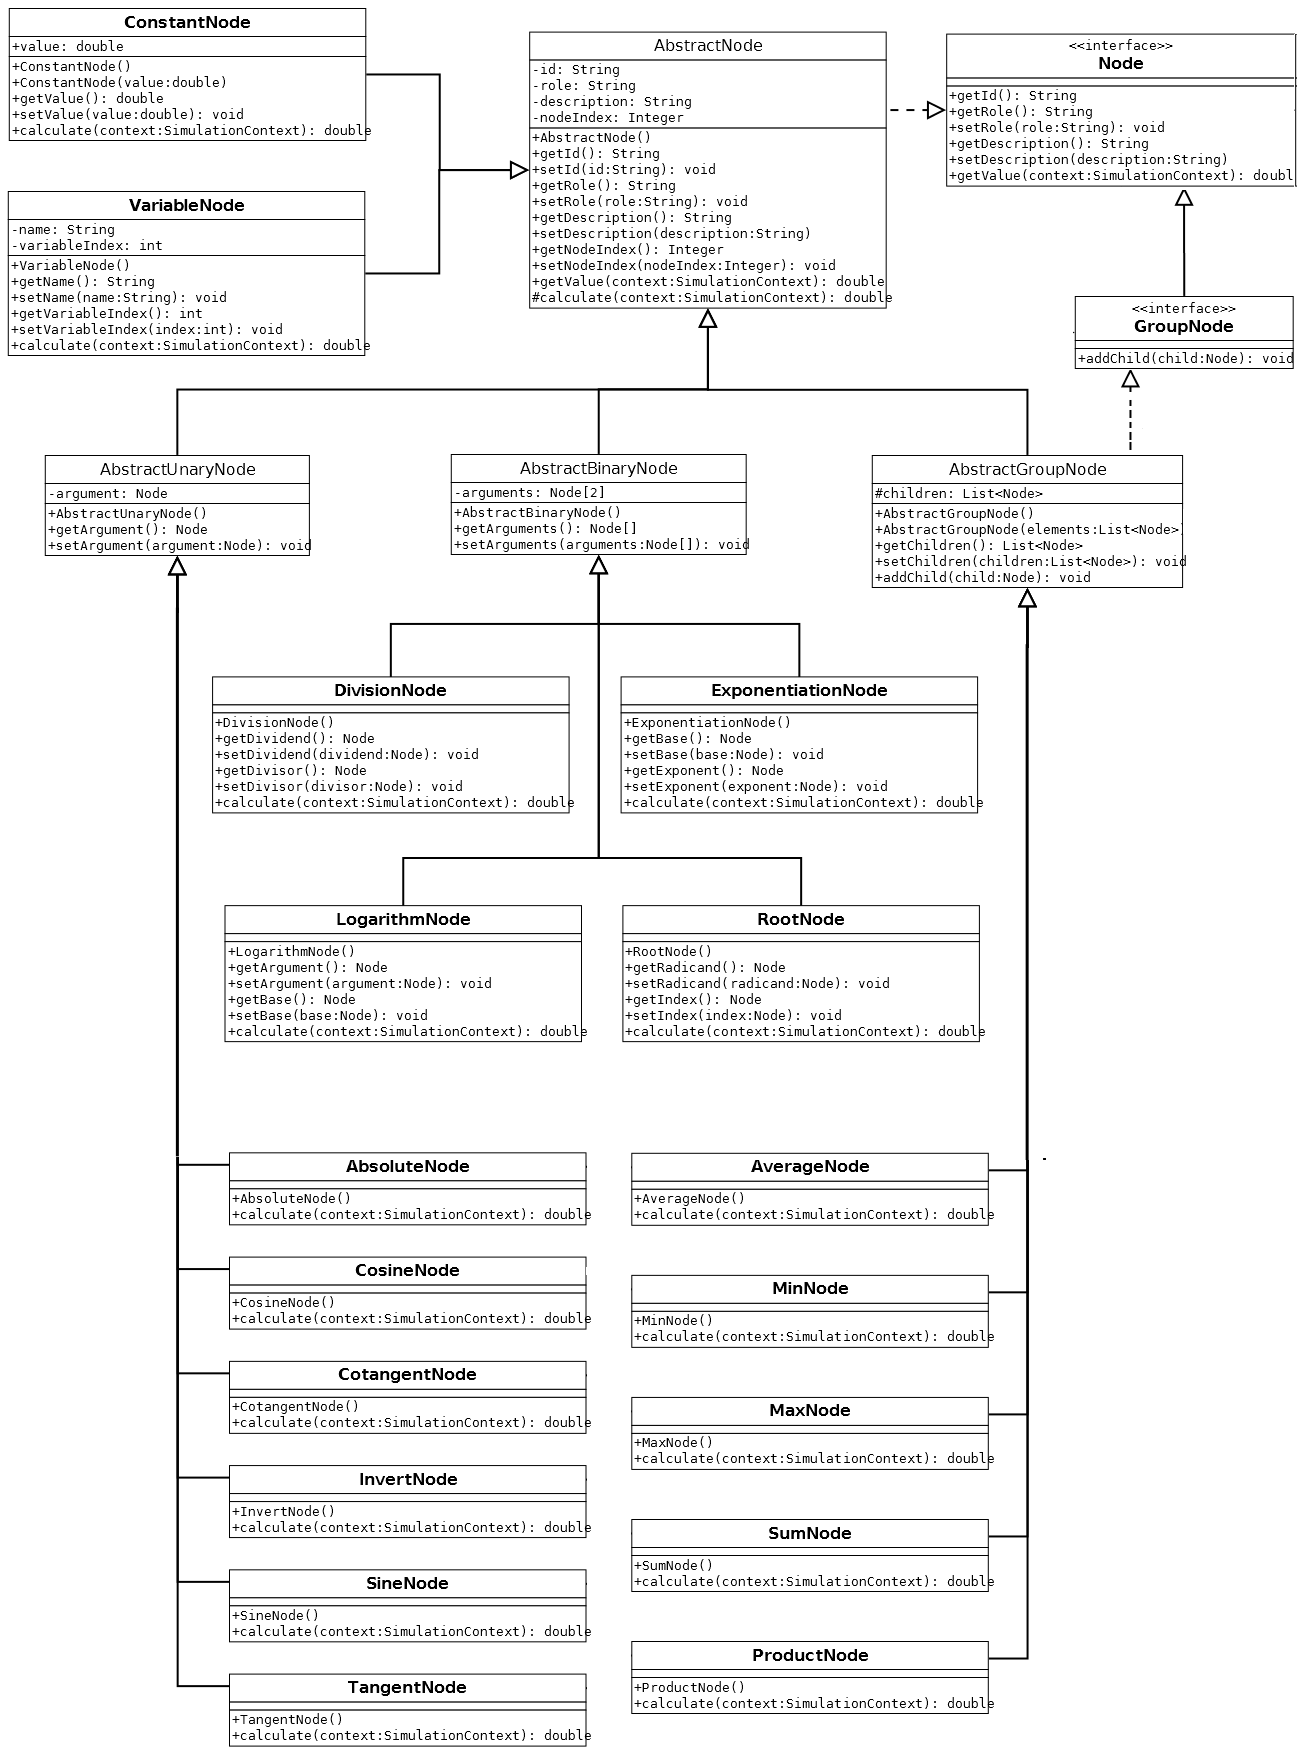 ConstantNode
+value: double
+ConstantNode()
+ConstantNode(value:double)
+getValue(): double
+setValue(value:double): void
+calculate(context:SimulationContext): double
VariableNode
-name: String
-variableIndex: int
+VariableNode()
+getName(): String
+setName(name:String): void
+getVariableIndex(): int
+setVariableIndex(index:int): void
+calculate(context:SimulationContext): double
AbstractNode
-id: String
-role: String
-description: String
-nodeIndex: Integer
+AbstractNode()
+getId(): String
+setId(id:String): void
+getRole(): String
+setRole(role:String): void
+getDescription(): String
+setDescription(description:String)
+getNodeIndex(): Integer
+setNodeIndex(nodeIndex:Integer): void
+getValue(context:SimulationContext): double
#calculate(context:SimulationContext): double
<<interface>>
Node
+getId(): String
+getRole(): String
+setRole(role:String): void
+getDescription(): String
+setDescription(description:String)
+getValue(context:SimulationContext): doubl
<<interface>>
GroupNode
+addChild(child:Node): void
AbstractUnaryNode
-argument: Node
+AbstractUnaryNode()
+getArgument(): Node
+setArgument(argument:Node): void
AbstractBinaryNode
-arguments: Node[2]
+AbstractBinaryNode()
+getArguments(): Node[]
+setArguments(arguments:Node[]): void
AbstractGroupNode
#children: List<Node>
+AbstractGroupNode()
+AbstractGroupNode(elements:List<Node>)
+getChildren(): List<Node>
+setChildren(children:List<Node>): void
+addChild(child:Node): void
DivisionNode
+DivisionNode()
+getDividend(): Node
+setDividend(dividend:Node): void
+getDivisor(): Node
+setDivisor(divisor:Node): void
+calculate(context:SimulationContext): double
ExponentiationNode
+ExponentiationNode()
+getBase(): Node
+setBase(base:Node): void
+getExponent(): Node
+setExponent(exponent:Node): void
+calculate(context:SimulationContext): double
LogarithmNode
+LogarithmNode()
+getArgument(): Node
+setArgument(argument:Node): void
+getBase(): Node
+setBase(base:Node): void
+calculate(context:SimulationContext): double
RootNode
+RootNode()
+getRadicand(): Node
+setRadicand(radicand:Node): void
+getIndex(): Node
+setIndex(index:Node): void
+calculate(context:SimulationContext): double
AbsoluteNode
+AbsoluteNode()
+calculate(context:SimulationContext): double
CosineNode
+CosineNode()
+calculate(context:SimulationContext): double
CotangentNode
+CotangentNode()
+calculate(context:SimulationContext): double
InvertNode
+InvertNode()
+calculate(context:SimulationContext): double
SineNode
+SineNode()
+calculate(context:SimulationContext): double
TangentNode
+TangentNode()
+calculate(context:SimulationContext): double
AverageNode
+AverageNode()
+calculate(context:SimulationContext): double
MinNode
+MinNode()
+calculate(context:SimulationContext): double
MaxNode
+MaxNode()
+calculate(context:SimulationContext): double
SumNode
+SumNode()
+calculate(context:SimulationContext): double
ProductNode
+ProductNode()
+calculate(context:SimulationContext): double